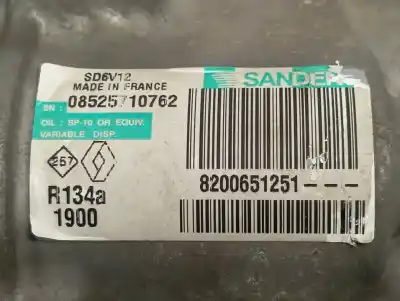 SD6V12
MADE IN FRANCE
SANDEN
SN: 08525710762
OIL : SP-10 OR EQUIV.
VARIABLE DISP.
257
R134a
1900
8200651251---